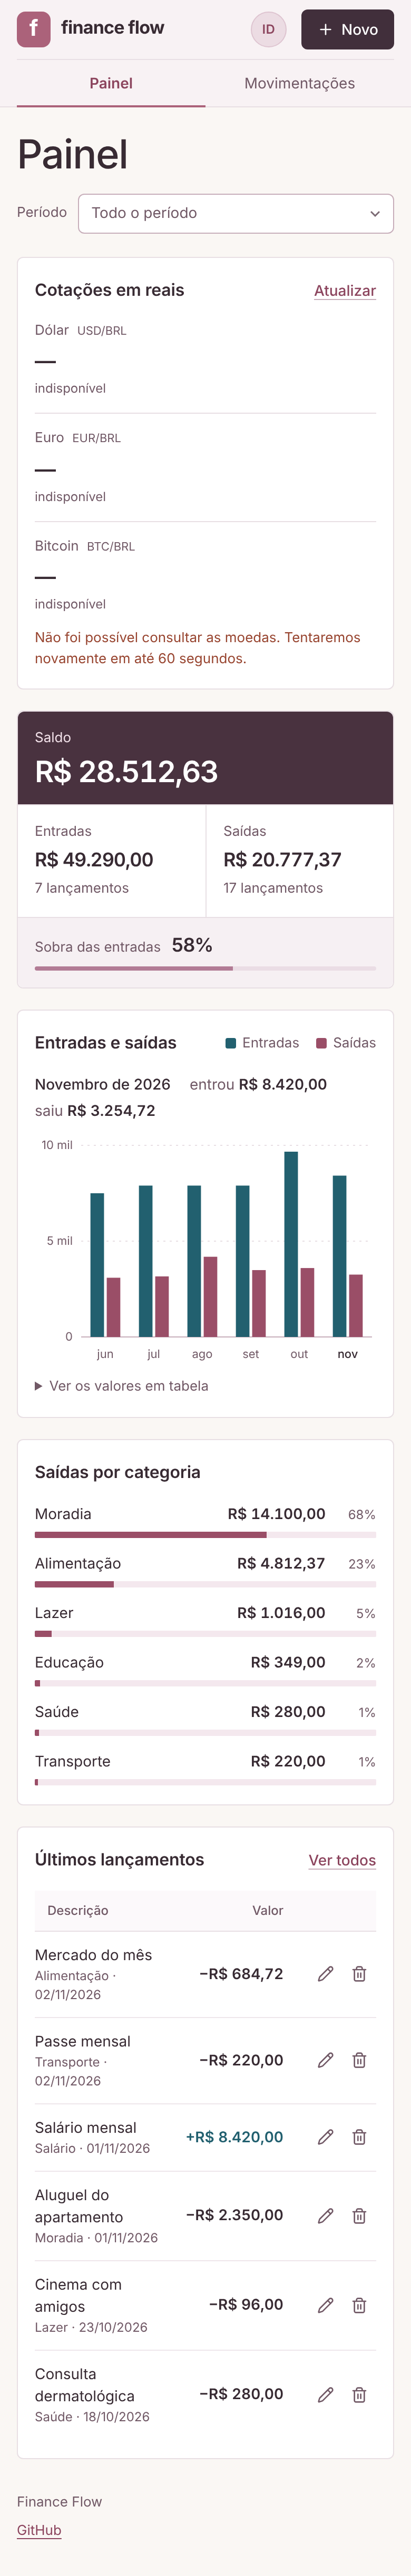 f finance flow ID + Novo
Painel Movimentações
Painel
Período Todo o período
Cotações em reais Atualizar
Dólar USD/BRL
—
indisponível
Euro EUR/BRL
—
indisponível
Bitcoin BTC/BRL
—
indisponível
Não foi possível consultar as moedas. Tentaremos
novamente em até 60 segundos.
Saldo
R$ 28.512,63
Entradas Saídas
R$ 49.290,00 R$ 20.777,37
7 lançamentos 17 lançamentos
Sobra das entradas 58%
Entradas e saídas Entradas Saídas
Novembro de 2026 entrou R$ 8.420,00
saiu R$ 3.254,72
10 mil
5 mil
0
jun jul ago set out nov
Ver os valores em tabela
Saídas por categoria
Moradia R$ 14.100,00 68%
Alimentação R$ 4.812,37 23%
Lazer R$ 1.016,00 5%
Educação R$ 349,00 2%
Saúde R$ 280,00 1%
Transporte R$ 220,00 1%
Últimos lançamentos Ver todos
Descrição Valor
Mercado do mês
Alimentação ·
02/11/2026
−R$ 684,72
Passe mensal
Transporte ·
02/11/2026
−R$ 220,00
Salário mensal
Salário · 01/11/2026
+R$ 8.420,00
Aluguel do
apartamento
Moradia · 01/11/2026
−R$ 2.350,00
Cinema com
amigos
Lazer · 23/10/2026
−R$ 96,00
Consulta
dermatológica
Saúde · 18/10/2026
−R$ 280,00
Finance Flow
GitHub